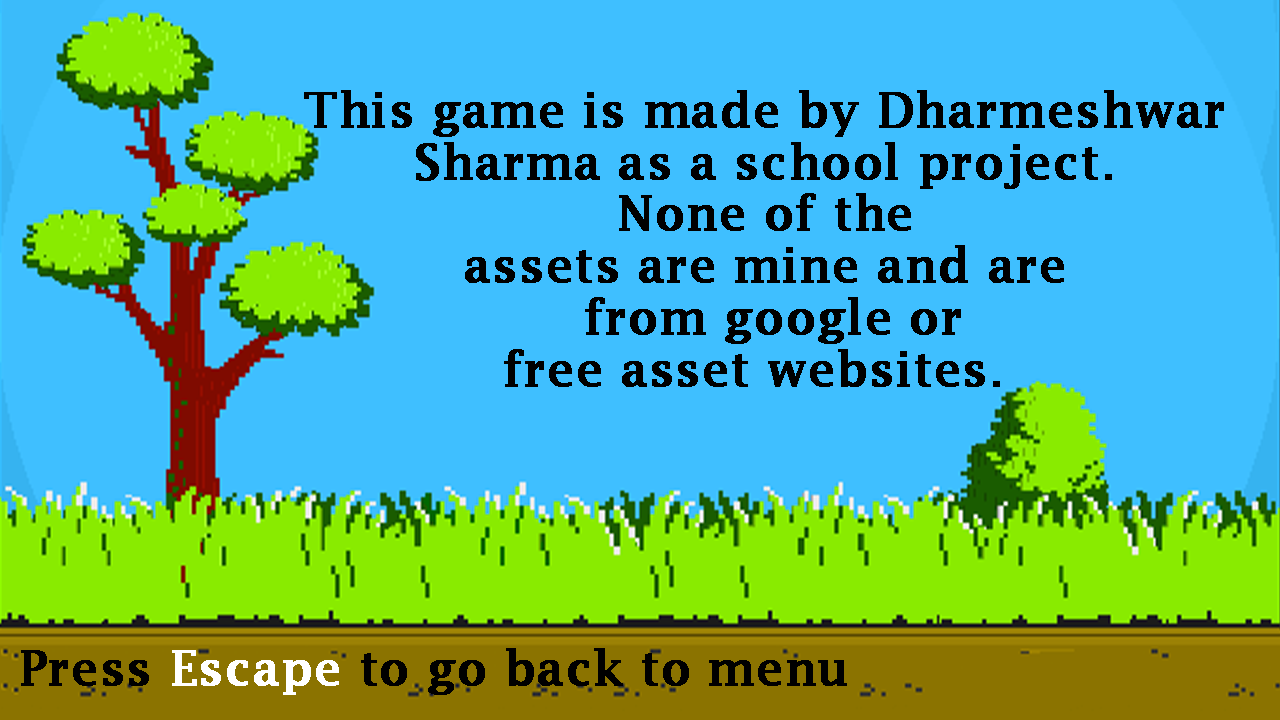 This game is made by Dharmeshwar
Sharma as a school project.
None of the
assets are mine and are
from google or
free asset websites.
Press Escape to go back to menu